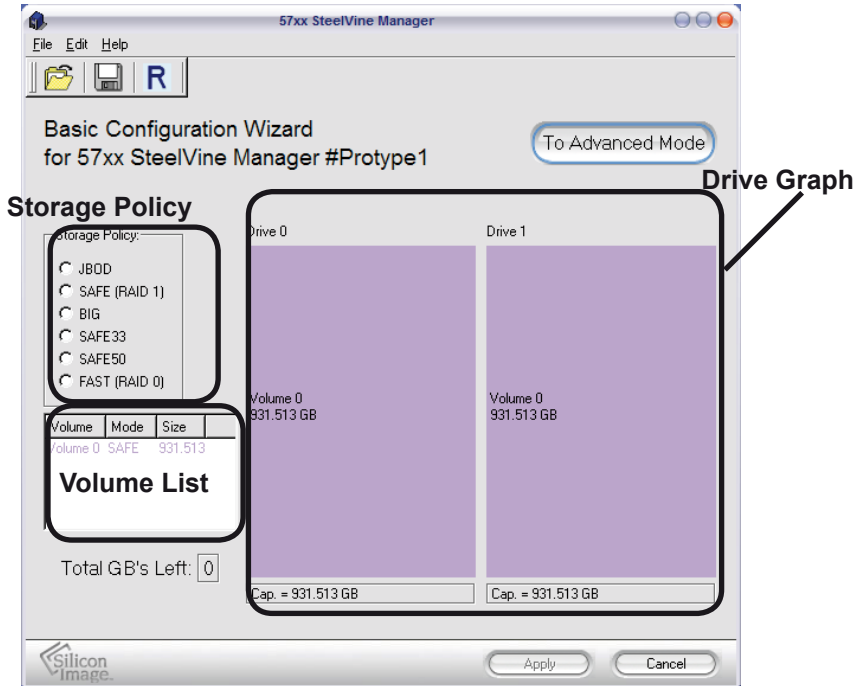 57xx SteelVine Manager
File Edit Help
R
Basic Configuration Wizard
for 57xx SteelVine Manager #Protype1
To Advanced Mode
Drive Graph
Storage Policy
Storage Policy:
JBOD
SAFE (RAID 1)
BIG
SAFE33
SAFE50
FAST (RAID 0)
Drive 0
Drive 1
Volume 0
931.513 GB
Volume 0
931.513 GB
Volume Mode Size
Volume 0 SAFE 931.513
Volume List
Total GB's Left: 0
Cap. = 931.513 GB
Cap. = 931.513 GB
Silicon
Image.
Apply
Cancel